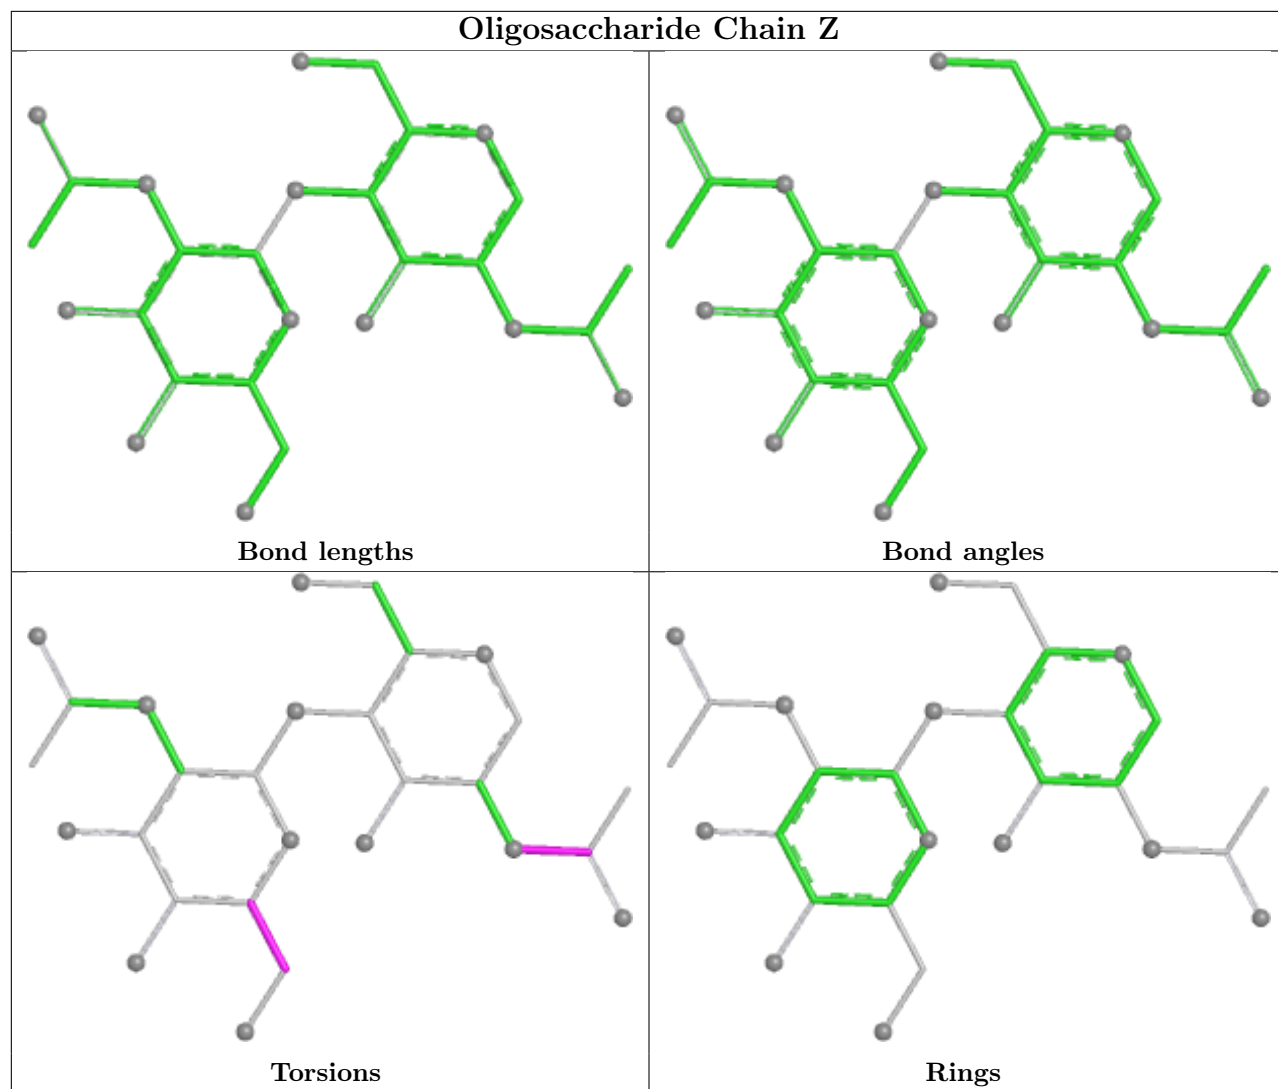 Oligosaccharide Chain Z
Bond lengths
Bond angles
Torsions
Rings